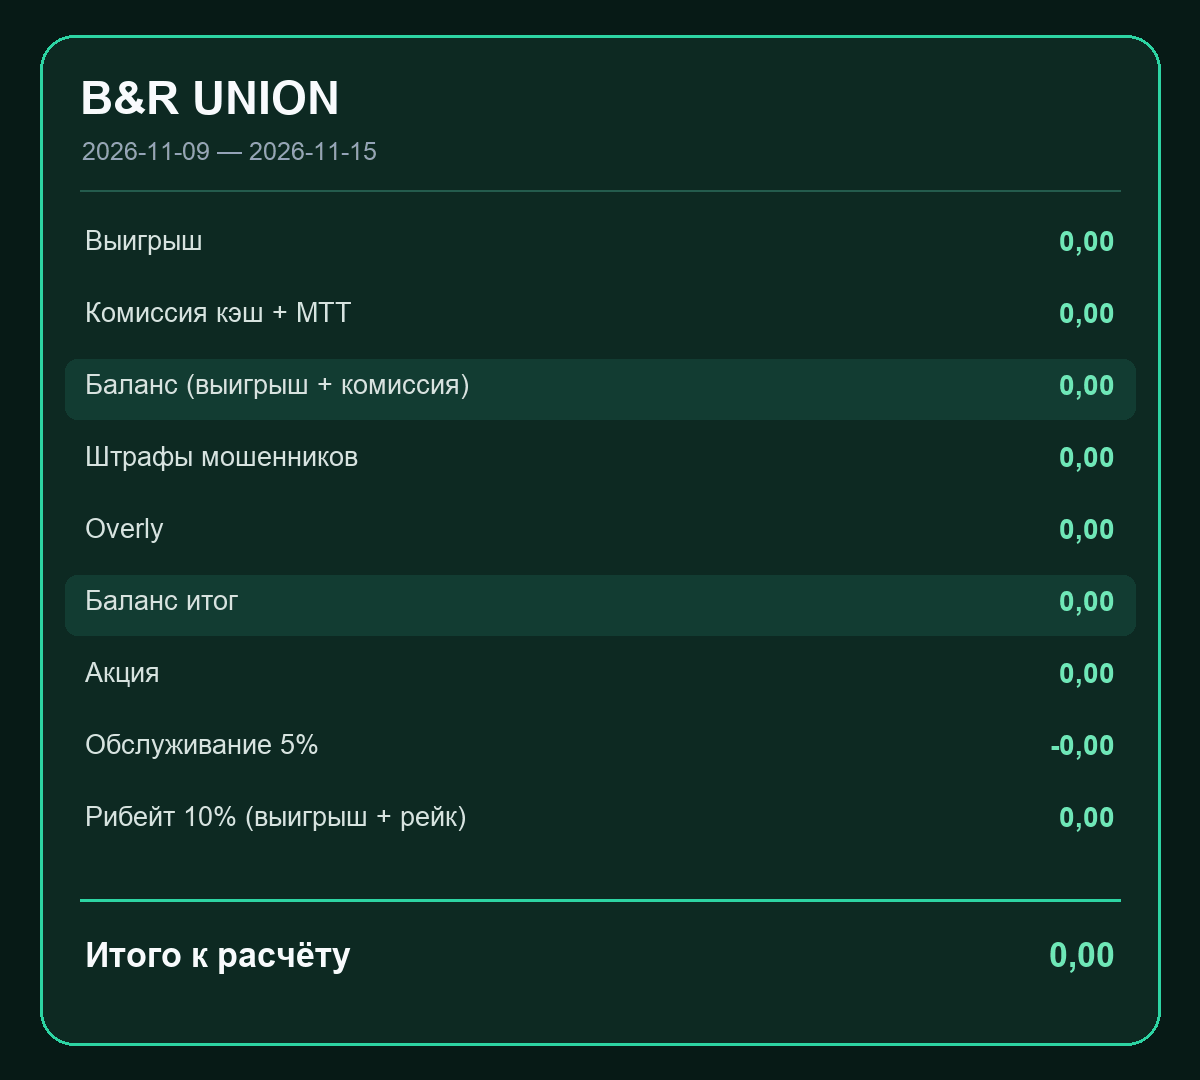 B&R UNION
2026-11-09 — 2026-11-15
Выигрыш 0,00
Комиссия кэш + МТТ 0,00
Баланс (выигрыш + комиссия) 0,00
Штрафы мошенников 0,00
Overly 0,00
Баланс итог 0,00
Акция 0,00
Обслуживание 5% -0,00
Рибейт 10% (выигрыш + рейк) 0,00
Итого к расчёту 0,00